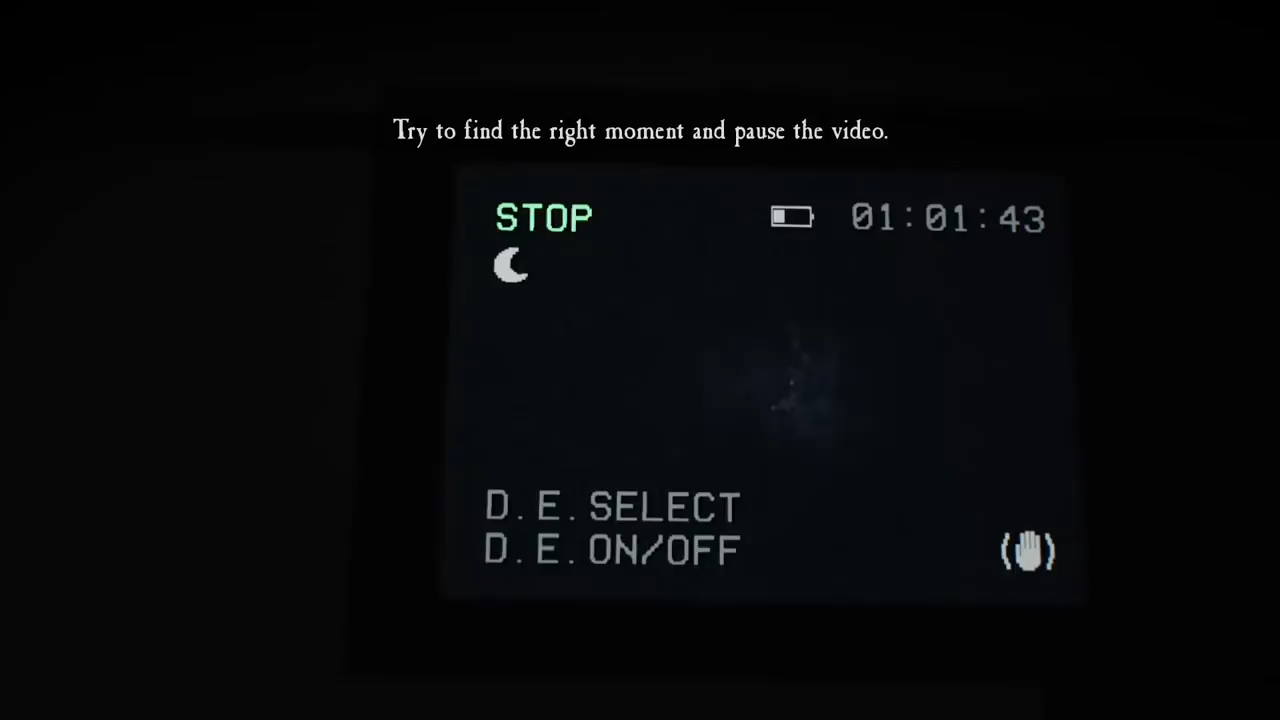 Try to find the right moment and pause the video.
STOP 01:01:43
D.E.SELECT
D.E.ON/OFF